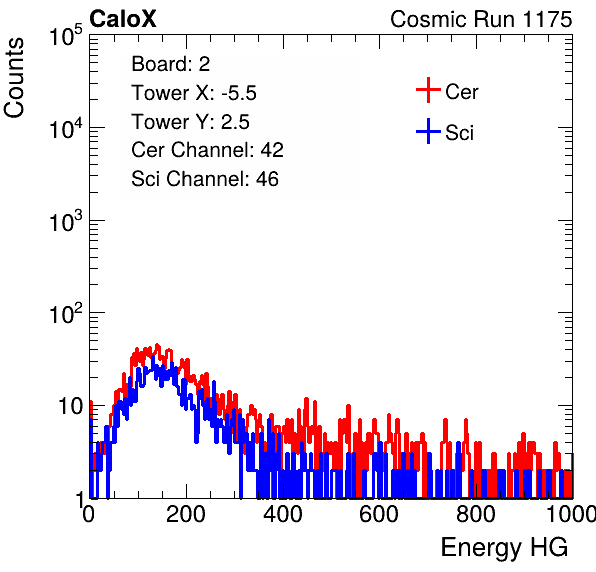 CaloX
Cosmic Run 1175
Counts
10^5
10^4
10^3
10^2
10
1
Board: 2
Tower X: -5.5
Tower Y: 2.5
Cer Channel: 42
Sci Channel: 46
Cer
Sci
0 200 400 600 800 1000
Energy HG